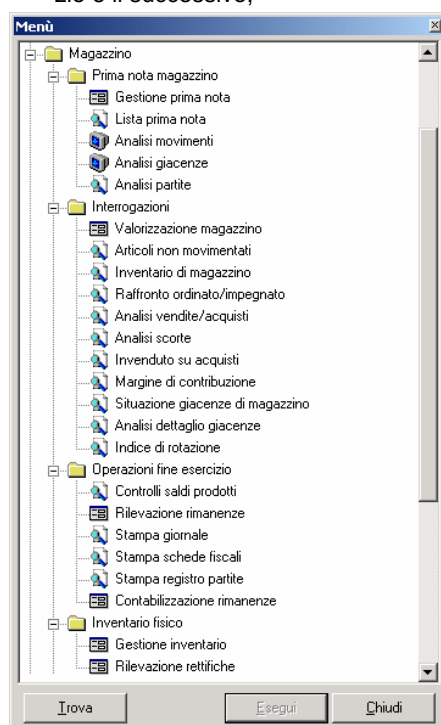 Menù
Magazzino
Prima nota magazzino
Gestione prima nota
Lista prima nota
Analisi movimenti
Analisi giacenze
Analisi partite
Interrogazioni
Valorizzazione magazzino
Articoli non movimentati
Inventario di magazzino
Raffronto ordinato/impegnato
Analisi vendite/acquisti
Analisi scorte
Invenduto su acquisti
Margine di contribuzione
Situazione giacenze di magazzino
Analisi dettaglio giacenze
Indice di rotazione
Operazioni fine esercizio
Controlli saldi prodotti
Rilevazione rimanenze
Stampa giornale
Stampa schede fiscali
Stampa registro partite
Contabilizzazione rimanenze
Inventario fisico
Gestione inventario
Rilevazione rettifiche
Trova Esegui Chiudi